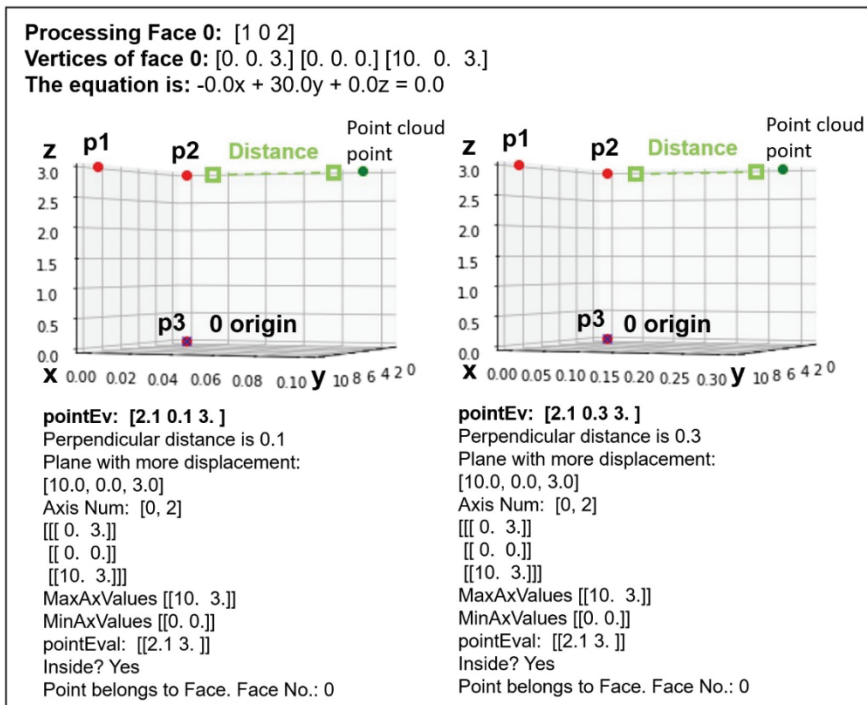 Processing Face 0: [1 0 2]
Vertices of face 0: [0. 0. 3.] [0. 0. 0.] [10. 0. 3.]
The equation is: -0.0x + 30.0y + 0.0z = 0.0
Point cloud
point
p1
p2
Distance
z
3.0
2.5
2.0
1.5
1.0
0.5
0.0
p3 0 origin
x 0.00 0.02 0.04 0.06 0.08 0.10 y 10 8 6 4 2 0
pointEv: [2.1 0.1 3. ]
Perpendicular distance is 0.1
Plane with more displacement:
[10.0, 0.0, 3.0]
Axis Num: [0, 2]
[[[ 0. 3.]]
[[ 0. 0.]]
[[10. 3.]]]
MaxAxValues [[10. 3.]]
MinAxValues [[0. 0.]]
pointEval: [[2.1 3. ]]
Inside? Yes
Point belongs to Face. Face No.: 0
Point cloud
point
p1
p2
Distance
z
3.0
2.5
2.0
1.5
1.0
0.5
0.0
p3 0 origin
x 0.00 0.05 0.10 0.15 0.20 0.25 0.30 y 10 8 6 4 2 0
pointEv: [2.1 0.3 3. ]
Perpendicular distance is 0.3
Plane with more displacement:
[10.0, 0.0, 3.0]
Axis Num: [0, 2]
[[[ 0. 3.]]
[[ 0. 0.]]
[[10. 3.]]]
MaxAxValues [[10. 3.]]
MinAxValues [[0. 0.]]
pointEval: [[2.1 3. ]]
Inside? Yes
Point belongs to Face. Face No.: 0